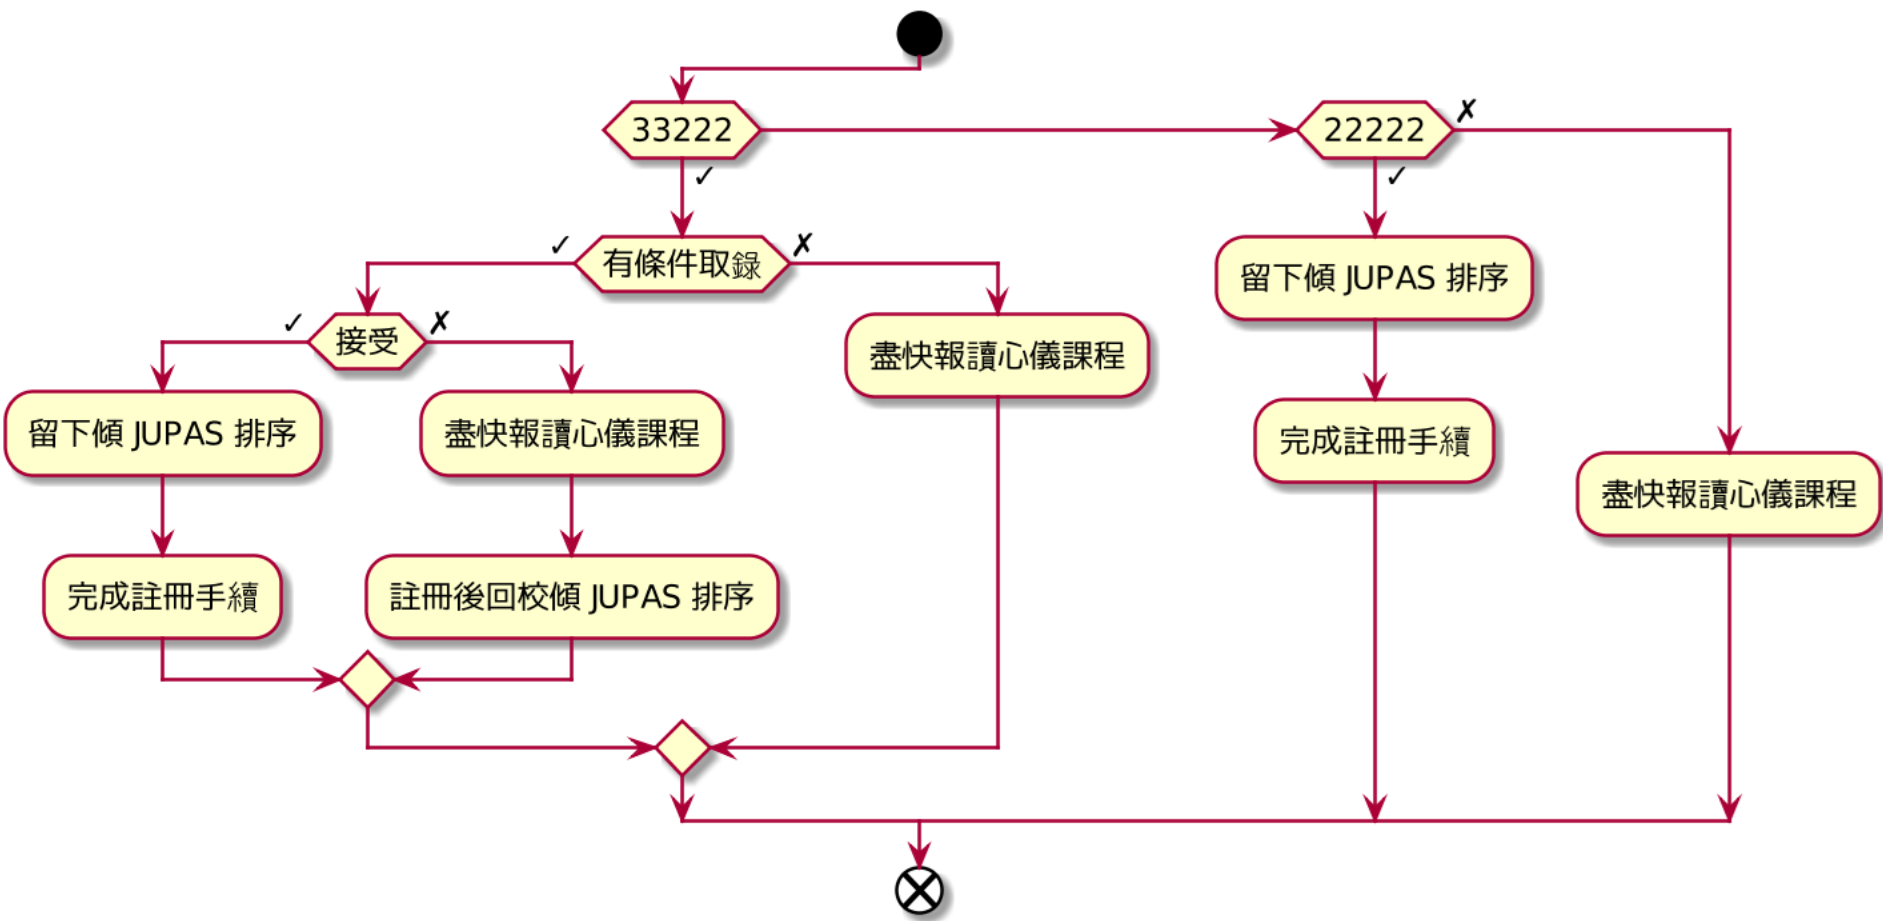 33222
22222
✗
✓
✓
✓
有條件取錄
✗
留下傾 JUPAS 排序
✓
接受
✗
盡快報讀心儀課程
留下傾 JUPAS 排序
盡快報讀心儀課程
完成註冊手續
盡快報讀心儀課程
完成註冊手續
註冊後回校傾 JUPAS 排序